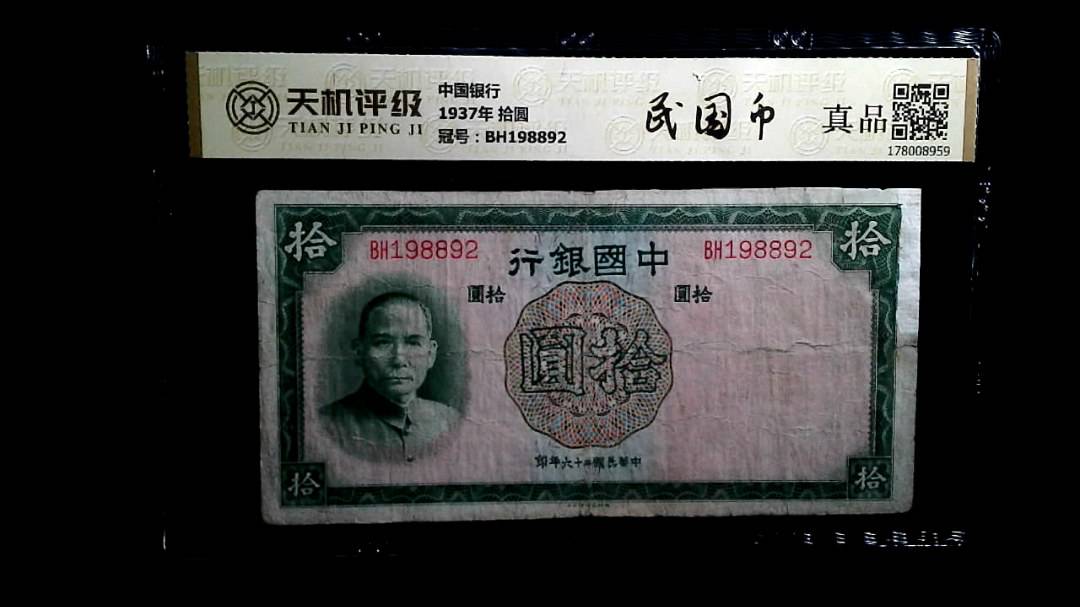 天机评级
TIAN JI PING JI
中国银行
1937年 拾圆
冠号：BH198892
民国币
真品
178008959
拾
BH198892
行銀國中
BH198892
拾
圓拾
圓拾
圓拾
印年六十二國民華中
拾
拾